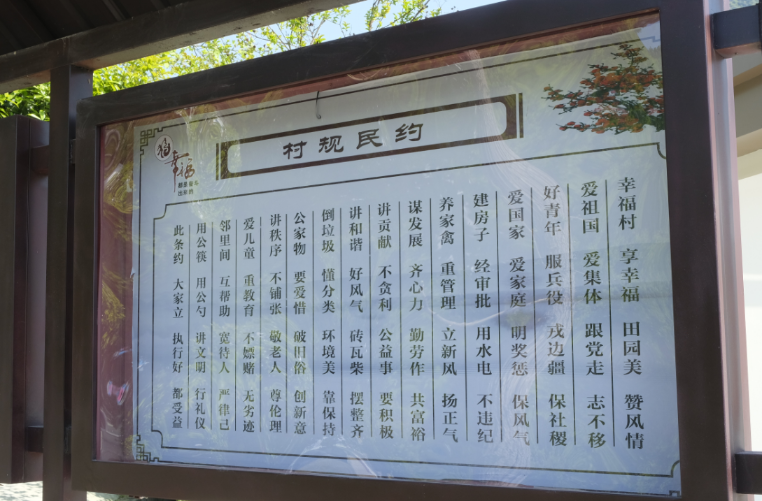 村规民约
幸福村 享幸福 田园美 赞风情
爱祖国 爱集体 跟党走 志不移
好青年 服兵役 戍边疆 保社稷
爱国家 爱家庭 明奖惩 保风气
建房子 经审批 用水电 不违纪
养家禽 重管理 立新风 扬正气
谋发展 齐心力 勤劳作 共富裕
讲贡献 不贪利 公益事 要积极
讲和谐 好风气 砖瓦柴 摆整齐
倒垃圾 懂分类 环境美 靠保持
公家物 要爱惜 破旧俗 创新意
讲秩序 不铺张 敬老人 尊伦理
爱儿童 重教育 不嫖赌 无劣迹
邻里间 互帮助 宽待人 严律己
用公筷 用公勺 讲文明 行礼仪
此条约 大家立 执行好 都受益